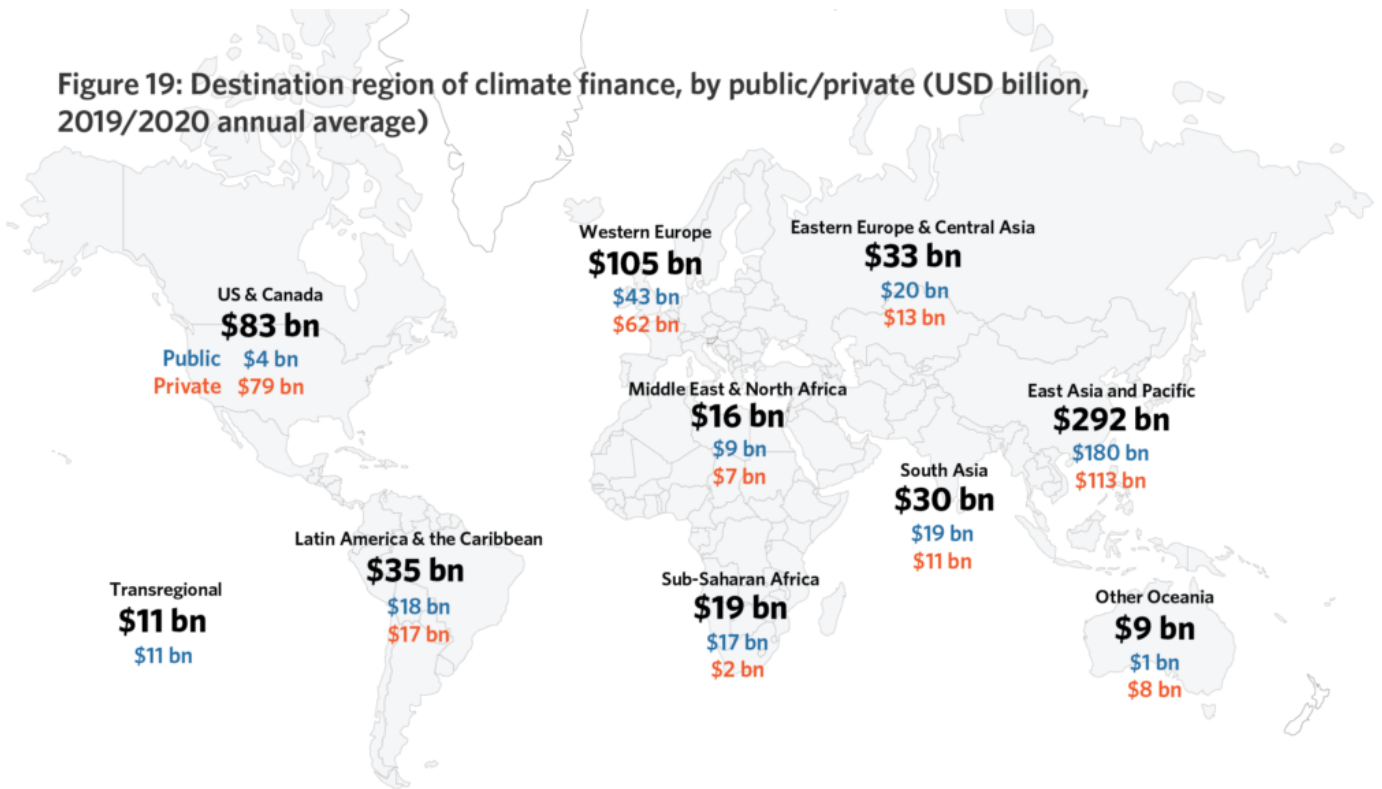 Figure 19: Destination region of climate finance, by public/private (USD billion,
2019/2020 annual average)
US & Canada
$83 bn
Public $4 bn
Private $79 bn
Western Europe
$105 bn
$43 bn
$62 bn
Eastern Europe & Central Asia
$33 bn
$20 bn
$13 bn
Middle East & North Africa
$16 bn
$9 bn
$7 bn
East Asia and Pacific
$292 bn
$180 bn
$113 bn
South Asia
$30 bn
$19 bn
$11 bn
Latin America & the Caribbean
$35 bn
$18 bn
$17 bn
Transregional
$11 bn
$11 bn
Sub-Saharan Africa
$19 bn
$17 bn
$2 bn
Other Oceania
$9 bn
$1 bn
$8 bn